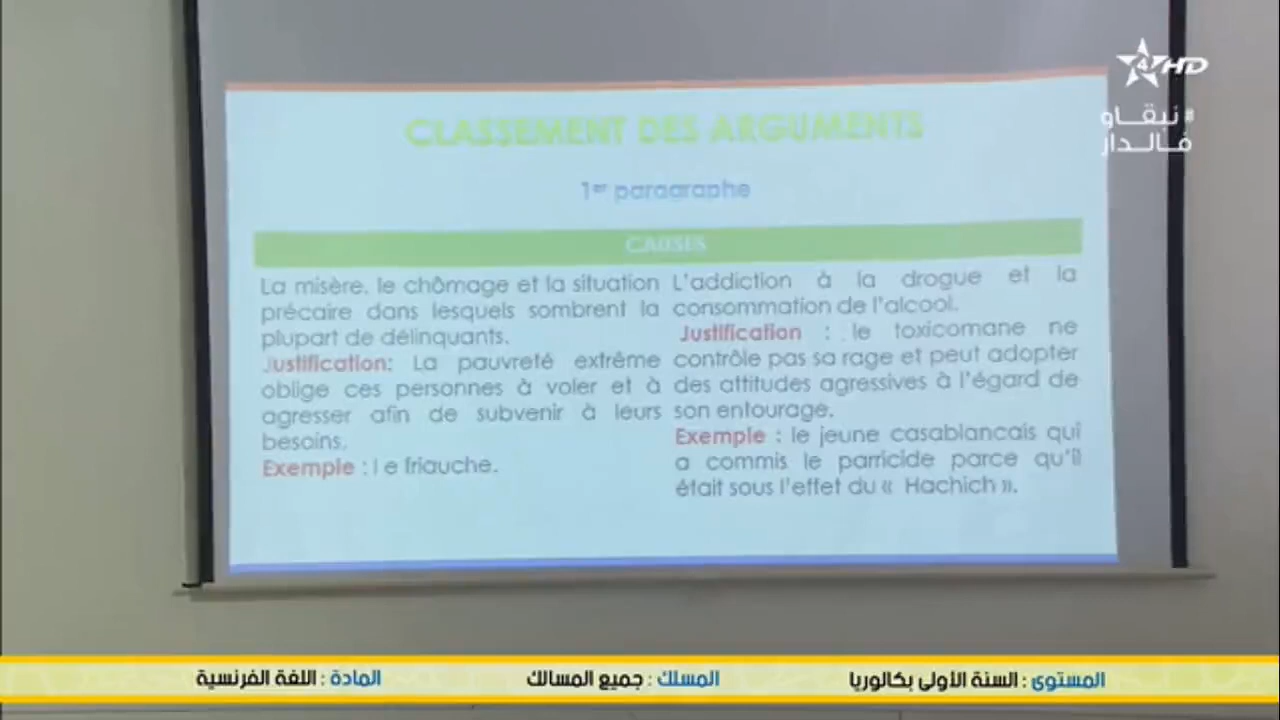 4 HD
# نبقاو
فالدار
CLASSEMENT DES ARGUMENTS
1er paragraphe
CAUSES
La misère, le chômage et la situation
précaire dans lesquels sombrent la
plupart de délinquants.
Justification: La pauvreté extrême
oblige ces personnes à voler et à
agresser afin de subvenir à leurs
besoins.
Exemple : le friauche.
L'addiction à la drogue et la
consommation de l'alcool.
Justification : le toxicomane ne
contrôle pas sa rage et peut adopter
des attitudes agressives à l'égard de
son entourage.
Exemple : le jeune casablancais qui
a commis le parricide parce qu'il
était sous l'effet du « Hachich ».
المستوى : السنة الأولى بكالوريا
المسلك : جميع المسالك
المادة : اللغة الفرنسية